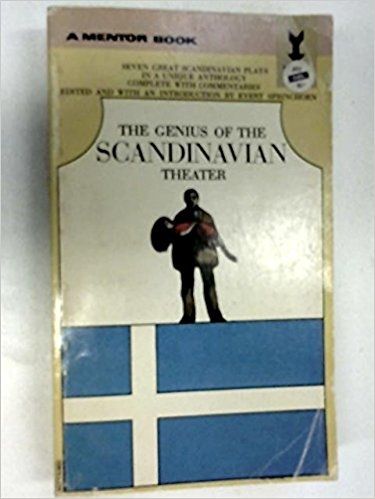 A MENTOR BOOK
SEVEN GREAT SCANDINAVIAN PLAYS
IN A UNIQUE ANTHOLOGY
COMPLETE WITH COMMENTARIES
EDITED AND WITH AN INTRODUCTION BY EVERT SPRINCHORN
THE GENIUS OF THE
SCANDINAVIAN
THEATER